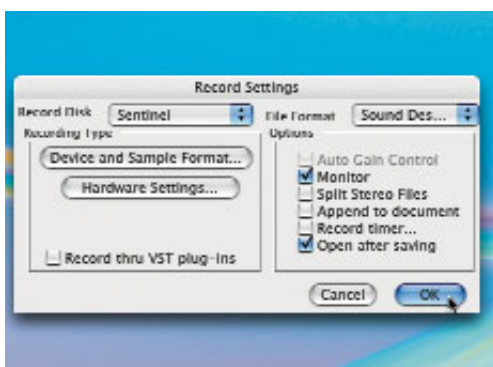 Record Settings
Record Disk Sentinel File Format Sound Des...
Recording Type Options
Device and Sample Format...
Hardware Settings...
Record thru VST plug-ins
Auto Gain Control
Monitor
Split Stereo Files
Append to document
Record timer...
Open after saving
Cancel OK